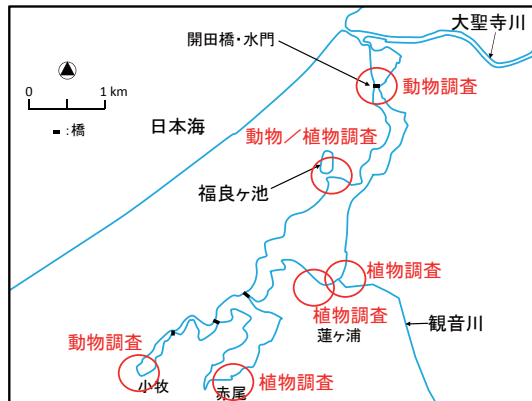 大聖寺川
開田橋・水門
動物調査
0 1 km
:橋
日本海
動物／植物調査
福良ヶ池
植物調査
植物調査
蓮ヶ浦
観音川
動物調査
小牧
赤尾
植物調査